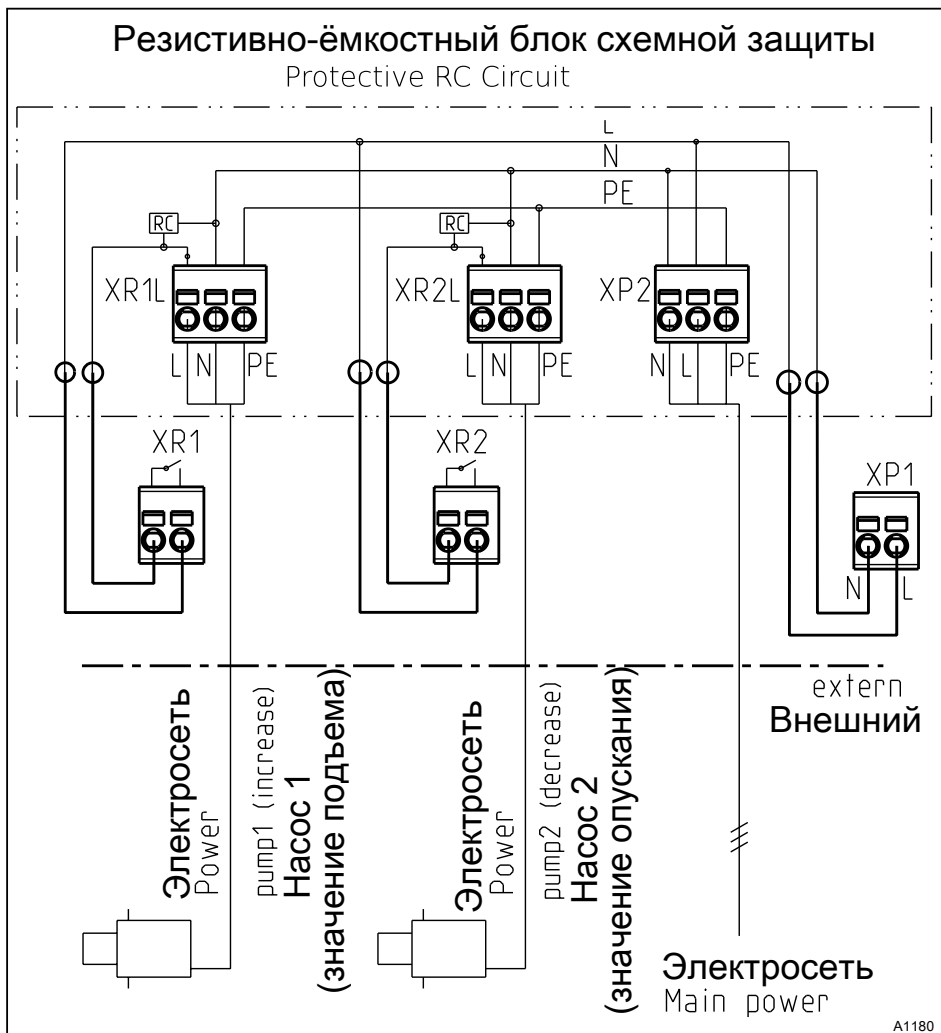 Резистивно-ёмкостный блок схемной защиты
Protective RC Circuit
L
N
PE
RC
RC
XR1L
XR2L
XP2
L N PE
L N PE
N L PE
XR1
XR2
XP1
N L
extern
Внешний
Электросеть
Power
pump1 (increase)
Насос 1
(значение подъема)
Электросеть
Power
pump2 (decrease)
Насос 2
(значение опускания)
Электросеть
Main power
A1180